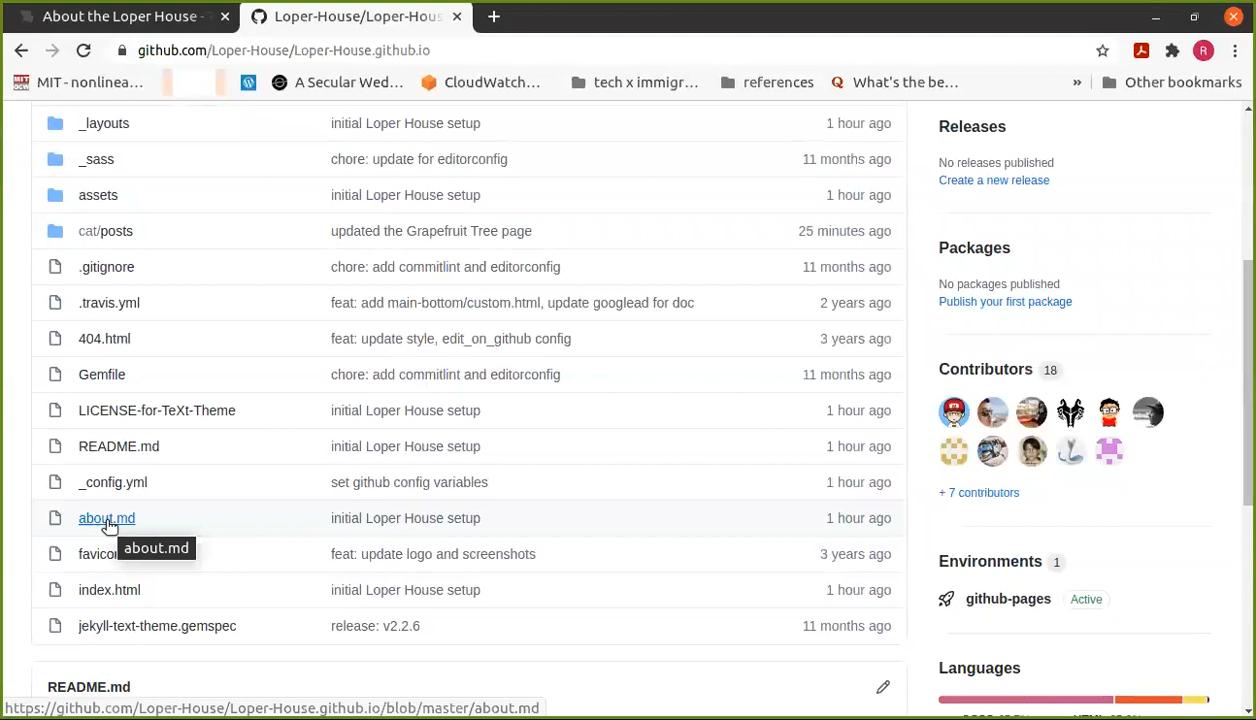 About the Loper House -
Loper-House/Loper-Hous
github.com/Loper-House/Loper-House.github.io
R
MIT - nonlinea...
A Secular Wed...
CloudWatch...
tech x immigr...
references
What's the be...
»
Other bookmarks
_layouts
initial Loper House setup
1 hour ago
_sass
chore: update for editorconfig
11 months ago
assets
initial Loper House setup
1 hour ago
cat/posts
updated the Grapefruit Tree page
25 minutes ago
.gitignore
chore: add commitlint and editorconfig
11 months ago
.travis.yml
feat: add main-bottom/custom.html, update googlead for doc
2 years ago
404.html
feat: update style, edit_on_github config
3 years ago
Gemfile
chore: add commitlint and editorconfig
11 months ago
LICENSE-for-TeXt-Theme
initial Loper House setup
1 hour ago
README.md
initial Loper House setup
1 hour ago
_config.yml
set github config variables
1 hour ago
about.md
initial Loper House setup
1 hour ago
about.md
favico
feat: update logo and screenshots
3 years ago
index.html
initial Loper House setup
1 hour ago
jekyll-text-theme.gemspec
release: v2.2.6
11 months ago
README.md
https://github.com/Loper-House/Loper-House.github.io/blob/master/about.md
Releases
No releases published
Create a new release
Packages
No packages published
Publish your first package
Contributors 18
+ 7 contributors
Environments 1
github-pages Active
Languages